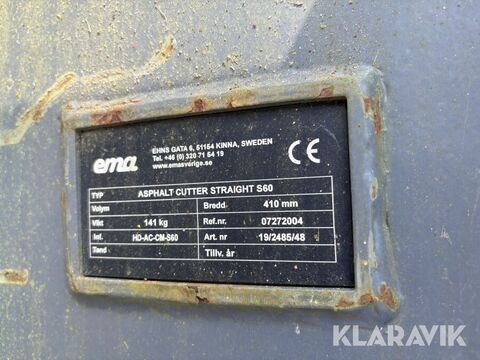 ema
EHNS GATA 6, 51154 KINNA, SWEDEN
Tel. +46 (0) 320 71 54 19
www.emasverige.se
CE
TYP ASPHALT CUTTER STRAIGHT S60
Volym Bredd 410 mm
Vikt 141 kg Ref.nr. 07272004
Inf. HD-AC-CM-S60 Art. nr 19/2485/48
Tand Tillv. år
KLARAVIK